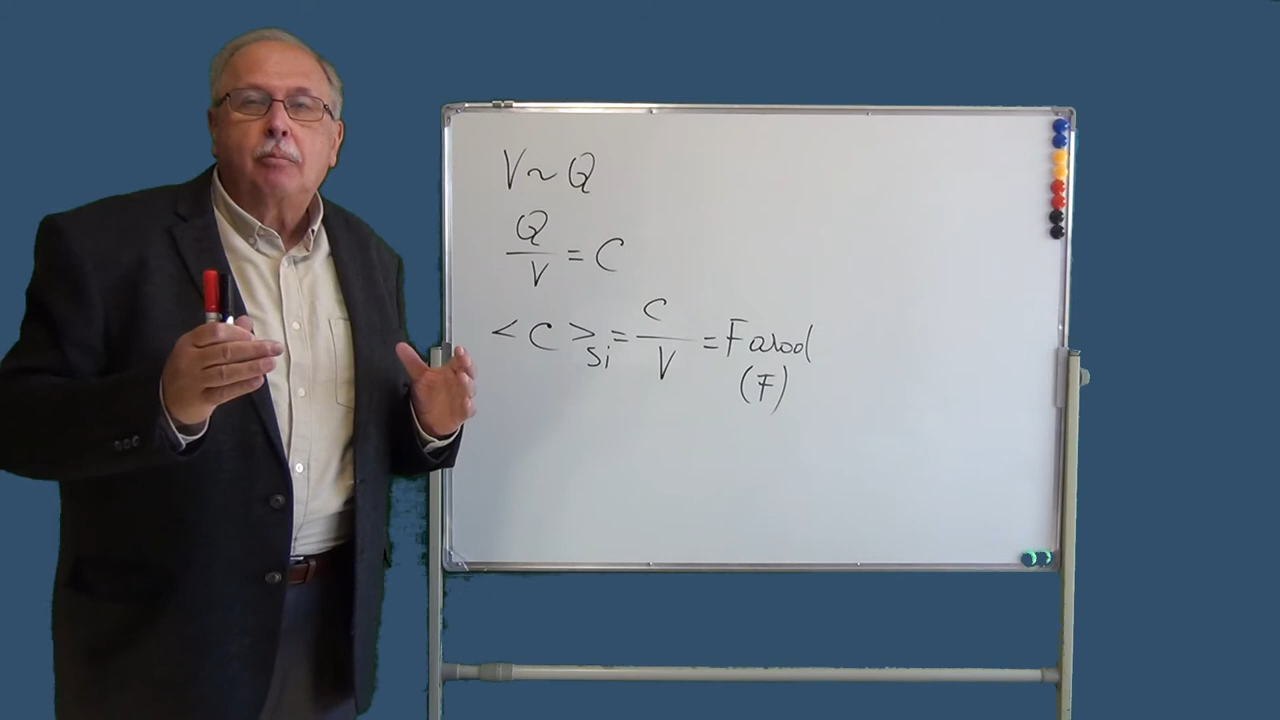 V ~ Q
Q/V = C
<C>Si = C/V = Farad
(F)